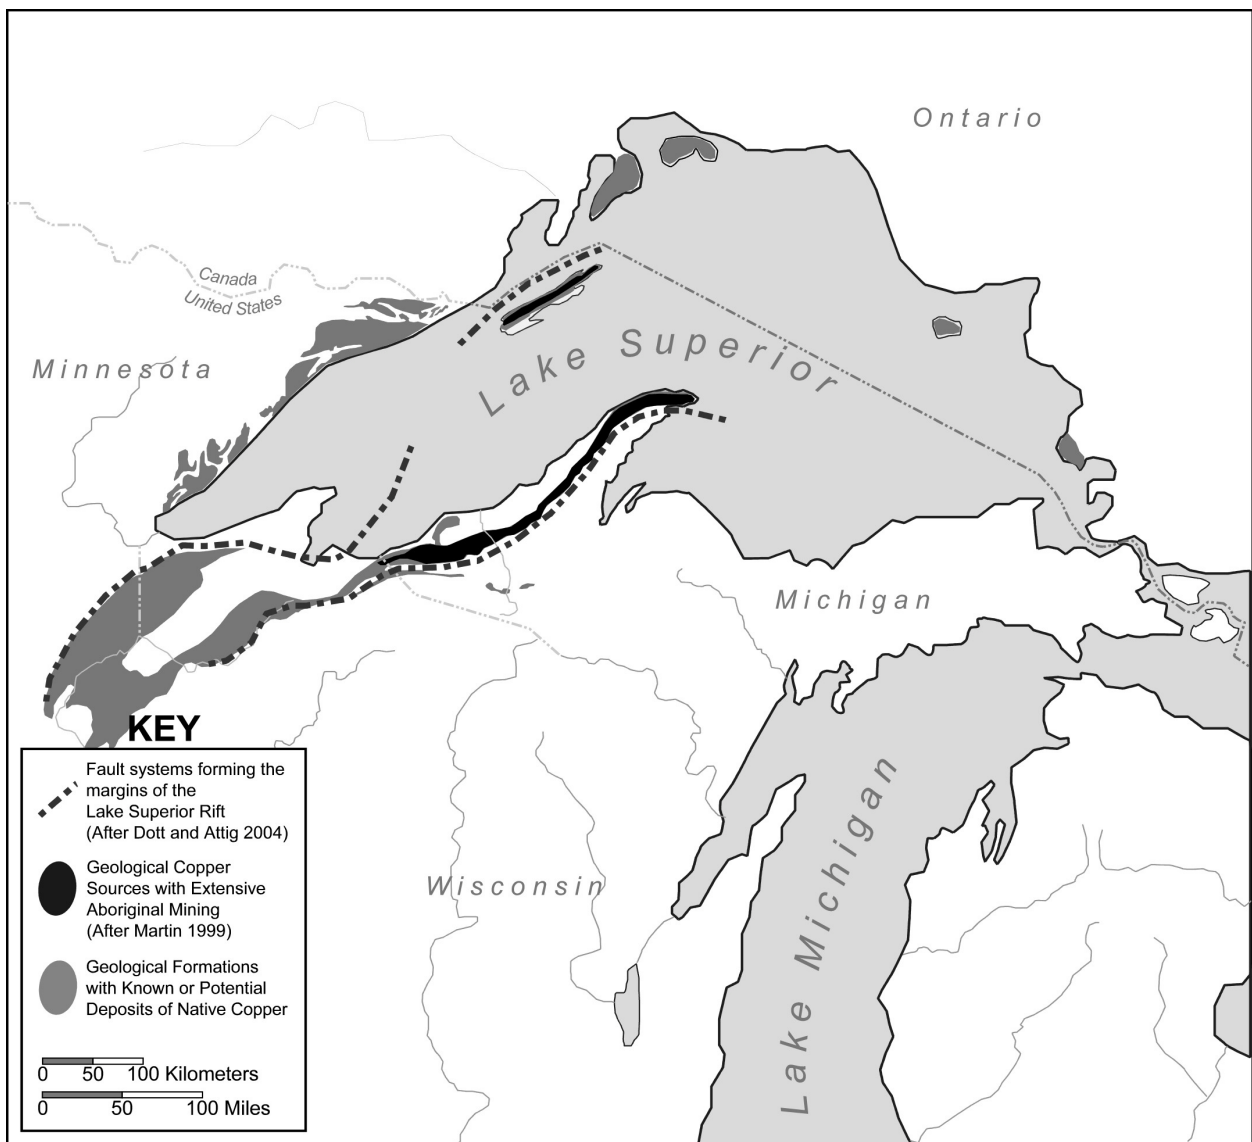 Ontario
Canada
United States
Minnesota
Lake Superior
Michigan
Wisconsin
Lake Michigan
KEY
Fault systems forming the
margins of the
Lake Superior Rift
(After Dott and Attig 2004)
Geological Copper
Sources with Extensive
Aboriginal Mining
(After Martin 1999)
Geological Formations
with Known or Potential
Deposits of Native Copper
0 50 100 Kilometers
0 50 100 Miles